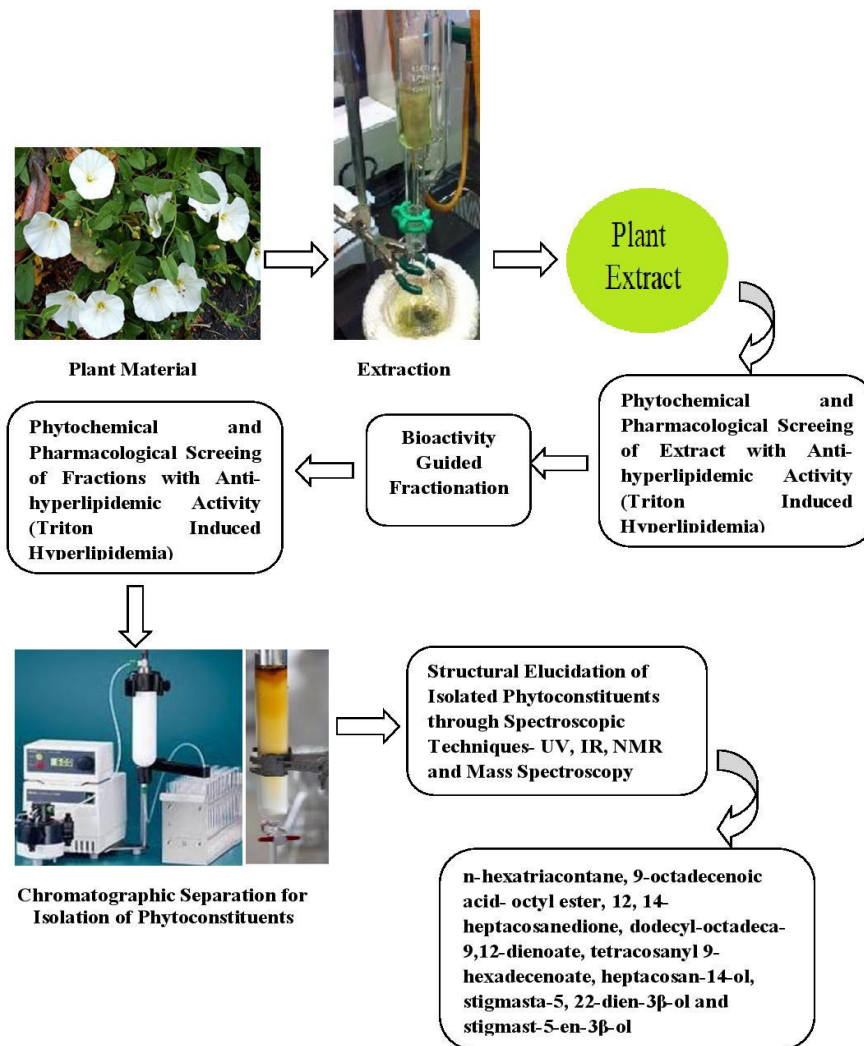 Plant
Extract
Plant Material
Extraction
Phytochemical and
Pharmacological Screeing
of Extract with Anti-
hyperlipidemic Activity
(Triton Induced
Hyperlipidemia)
Bioactivity
Guided
Fractionation
Phytochemical and
Pharmacological Screeing
of Fractions with Anti-
hyperlipidemic Activity
(Triton Induced
Hyperlipidemia)
Chromatographic Separation for
Isolation of Phytoconstituents
Structural Elucidation of
Isolated Phytoconstituents
through Spectroscopic
Techniques- UV, IR, NMR
and Mass Spectroscopy
n-hexatriacontane, 9-octadecenoic
acid- octyl ester, 12, 14-
heptacosanedione, dodecyl-octadeca-
9,12-dienoate, tetracosanyl 9-
hexadecenoate, heptacosan-14-ol,
stigmasta-5, 22-dien-3β-ol and
stigmast-5-en-3β-ol